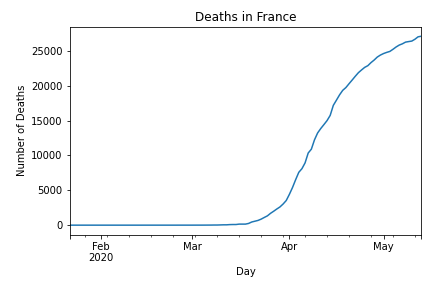 Deaths in France
Number of Deaths
25000
20000
15000
10000
5000
0
Feb
2020
Mar
Apr
May
Day